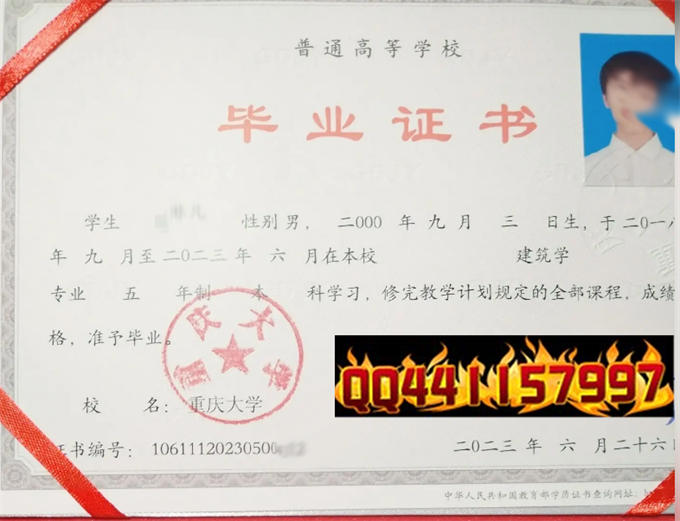 普通高等学校
毕业证书
学生 性别 男，二000 年 九 月 三 日生，于 二0一八
年 九 月至 二0二三 年 六 月在本校 建筑学
专业 五 年制 本 科学习，修完教学计划规定的全部课程，成绩
格，准予毕业。
重庆大学
QQ441157997
校 名：重庆大学
证书编号：10611120230500
二0二三 年 六 月 二十六
中华人民共和国教育部学历证书查询网址：